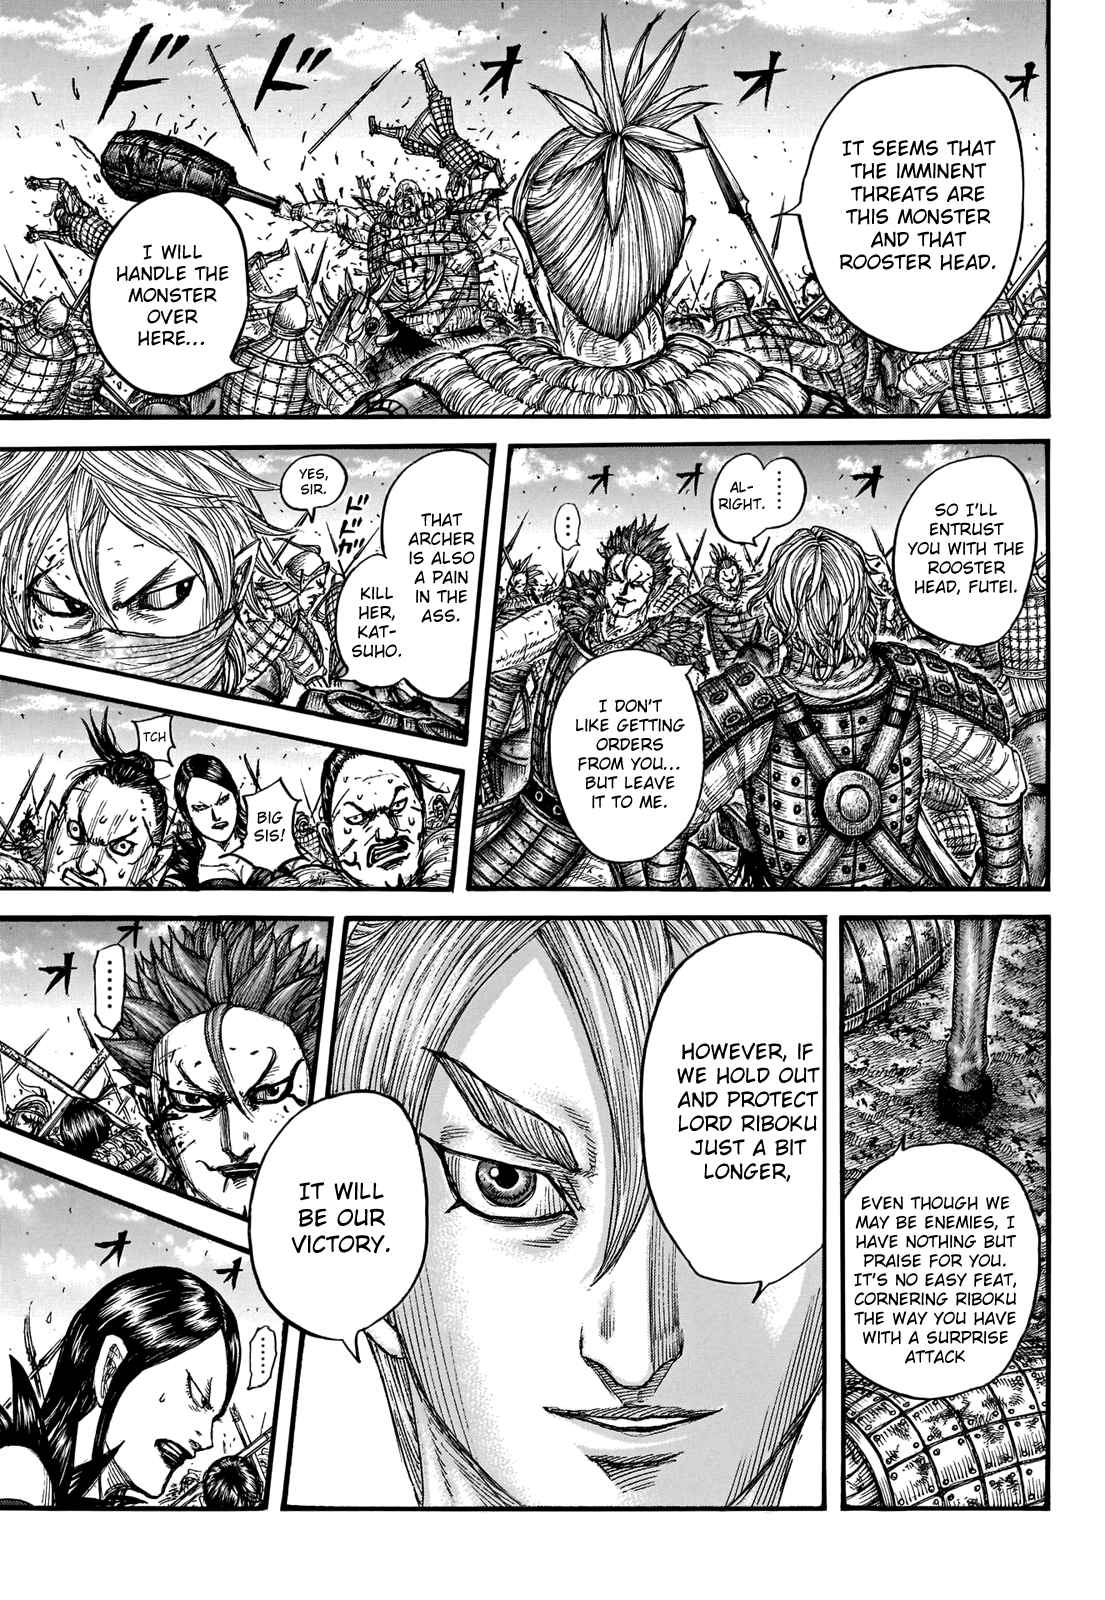 オ
オ
ドド
IT SEEMS THAT
THE IMMINENT
THREATS ARE
THIS MONSTER
AND THAT
ROOSTER HEAD.
I WILL
HANDLE THE
MONSTER
OVER
HERE...
オ
オ
SO I'LL
ENTRUST
YOU WITH THE
ROOSTER
HEAD, FUTEI.
......
AL-
RIGHT.
...
I DON'T
LIKE GETTING
ORDERS
FROM YOU...
BUT LEAVE
IT TO ME.
THAT
ARCHER
IS ALSO
A PAIN
IN THE
ASS.
KILL
HER,
KAT-
SUHO.
ドドガ
YES,
SIR.
BIG
SIS!
TCH
EVEN THOUGH WE
MAY BE ENEMIES, I
HAVE NOTHING BUT
PRAISE FOR YOU.
IT'S NO EASY FEAT,
CORNERING RIBOKU
THE WAY YOU HAVE
WITH A SURPRISE
ATTACK
HOWEVER, IF
WE HOLD OUT
AND PROTECT
LORD RIBOKU
JUST A BIT
LONGER,
IT WILL
BE OUR
VICTORY.
......
オ
オ
オ
オ
......